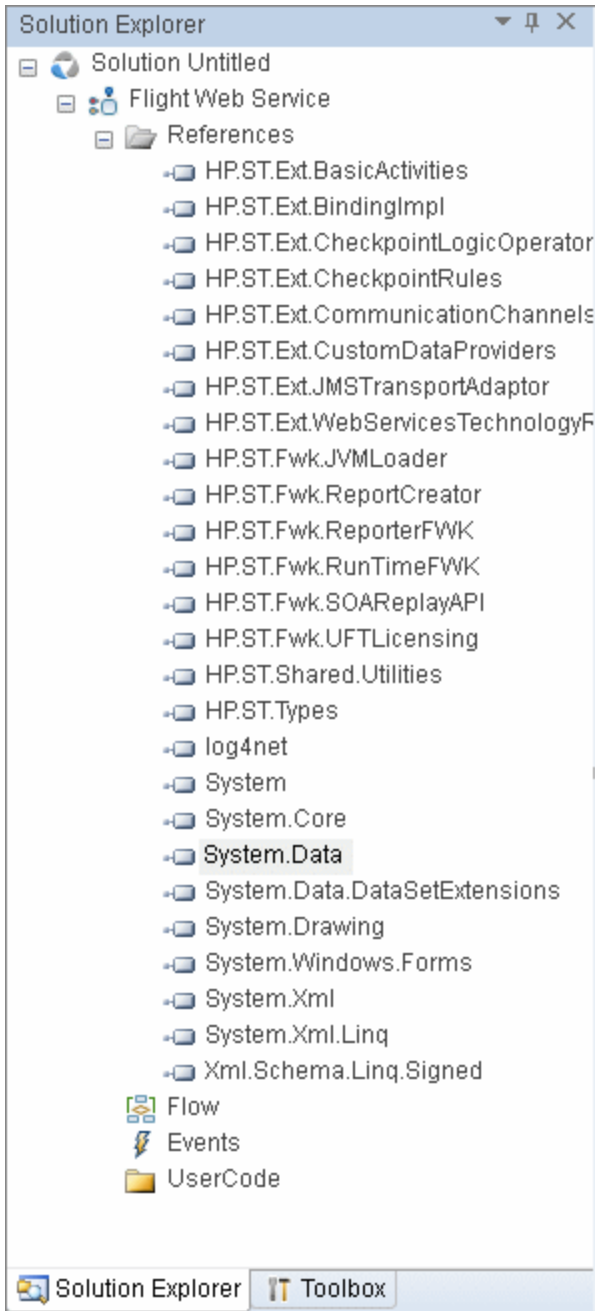 Solution Explorer
Solution Untitled
Flight Web Service
References
HP.ST.Ext.BasicActivities
HP.ST.Ext.BindingImpl
HP.ST.Ext.CheckpointLogicOperator
HP.ST.Ext.CheckpointRules
HP.ST.Ext.CommunicationChannels
HP.ST.Ext.CustomDataProviders
HP.ST.Ext.JMSTransportAdaptor
HP.ST.Ext.WebServicesTechnologyR
HP.ST.Fwk.JVMLoader
HP.ST.Fwk.ReportCreator
HP.ST.Fwk.ReporterFWK
HP.ST.Fwk.RunTimeFWK
HP.ST.Fwk.SOAReplayAPI
HP.ST.Fwk.UFTLicensing
HP.ST.Shared.Utilities
HP.ST.Types
log4net
System
System.Core
System.Data
System.Data.DataSetExtensions
System.Drawing
System.Windows.Forms
System.Xml
System.Xml.Linq
Xml.Schema.Linq.Signed
Flow
Events
UserCode
Solution Explorer Toolbox